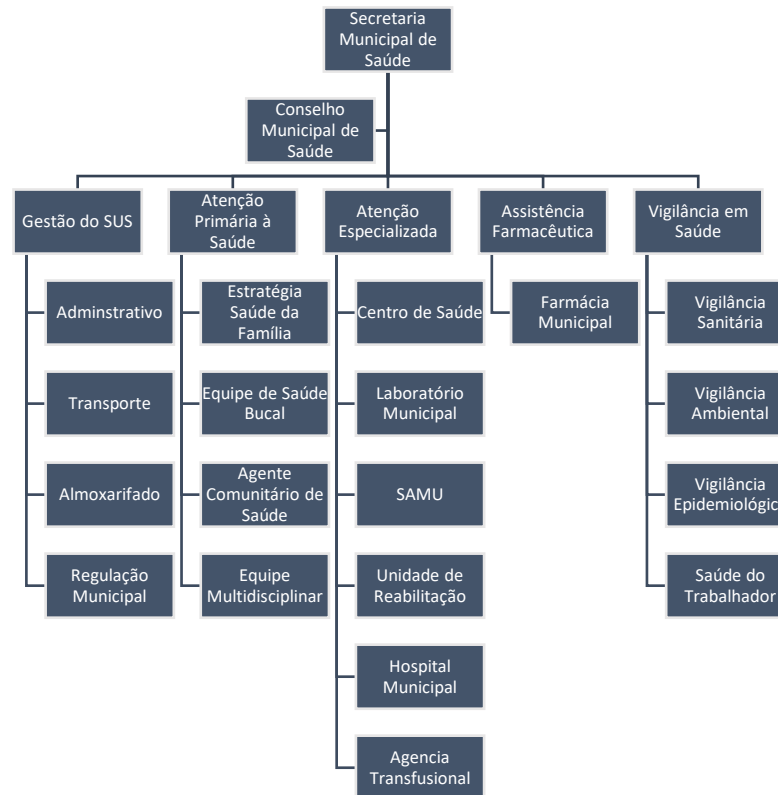 Secretaria
Municipal de
Saúde
Conselho
Municipal de
Saúde
Gestão do SUS
Atenção
Primária à
Saúde
Atenção
Especializada
Assistência
Farmacêutica
Vigilância em
Saúde
Adminstrativo
Transporte
Almoxarifado
Regulação
Municipal
Estratégia
Saúde da
Família
Equipe de Saúde
Bucal
Agente
Comunitário de
Saúde
Equipe
Multidisciplinar
Centro de Saúde
Laboratório
Municipal
SAMU
Unidade de
Reabilitação
Hospital
Municipal
Agencia
Transfusional
Farmácia
Municipal
Vigilância
Sanitária
Vigilância
Ambiental
Vigilância
Epidemiológic
Saúde do
Trabalhador